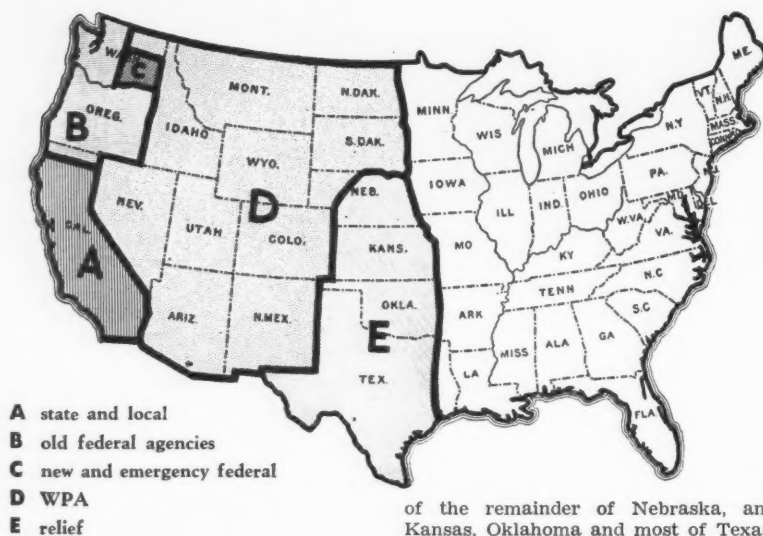 WA
C
B
OREG.
IDAHO
MONT.
N.DAK.
S.DAK.
WYO.
D
NEB.
NEV.
UTAH
COLO.
KANS.
CAL.
A
ARIZ.
N.MEX.
OKLA.
E
TEX.
MINN
WIS
MICH
IOWA
ILL
IND.
OHIO
PA.
N.Y
VT.
N.H.
ME.
MASS.
CONN
N.J.
MD.
DEL
W.VA.
VA.
MO
KY
TENN
N.C
ARK
S.C
MISS
ALA
GA
LA
FLA
A state and local
B old federal agencies
C new and emergency federal
D WPA
E relief
of the remainder of Nebraska, an
Kansas, Oklahoma and most of Texa